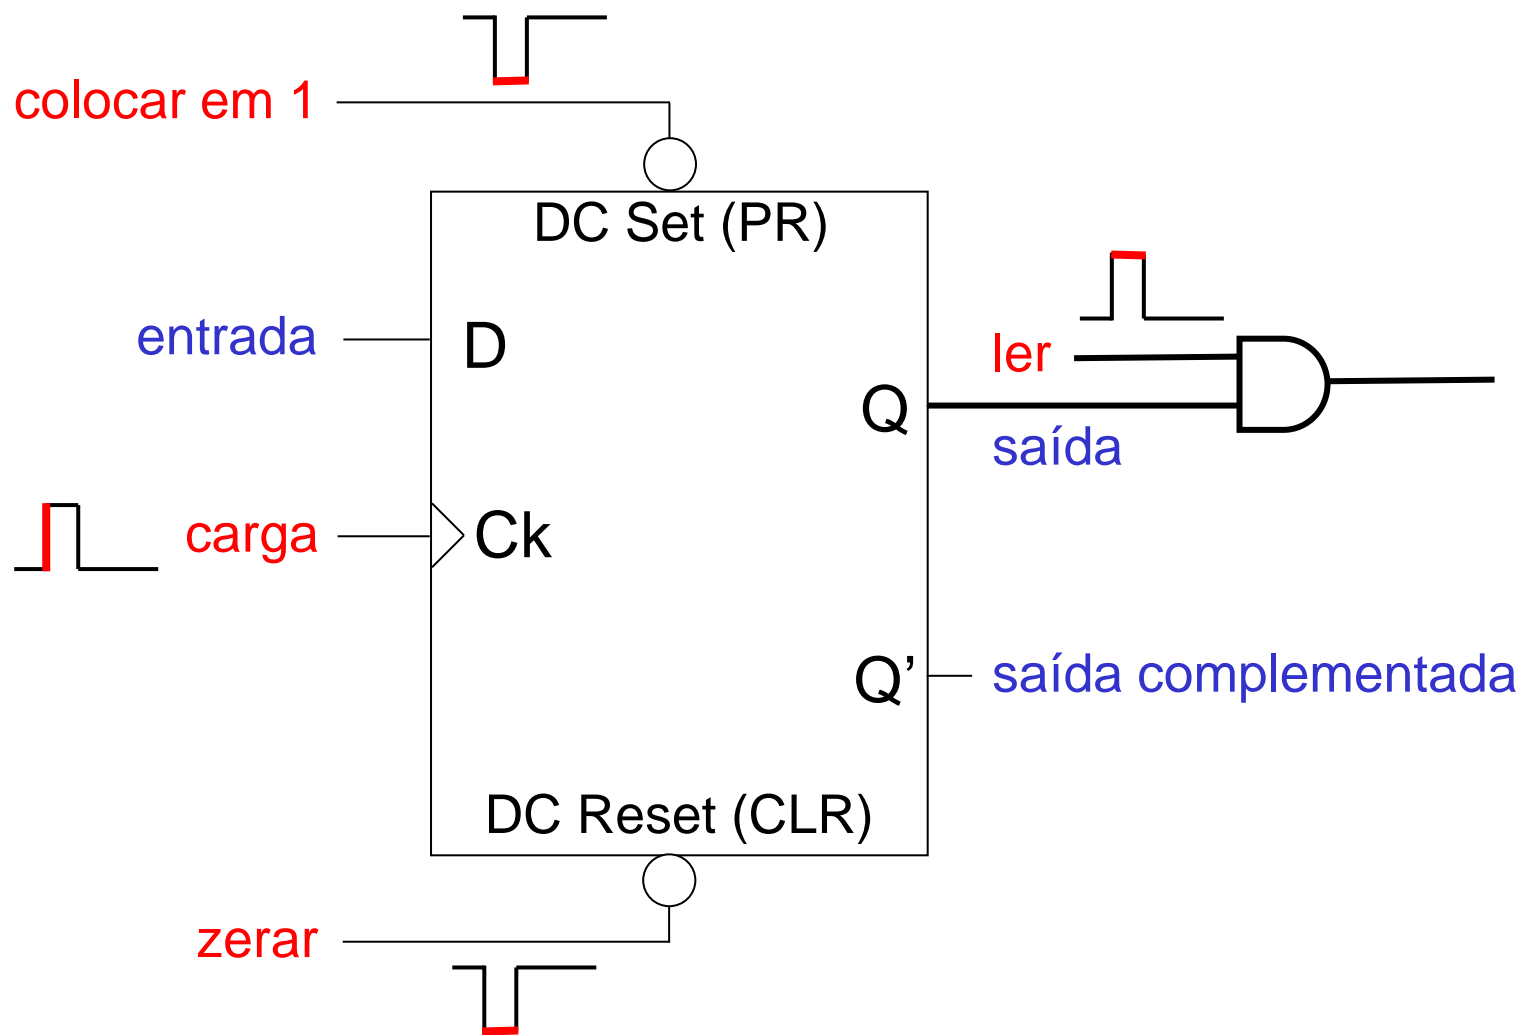 colocar em 1
DC Set (PR)
entrada
D
ler
Q
saída
carga
Ck
Q’
saída complementada
DC Reset (CLR)
zerar